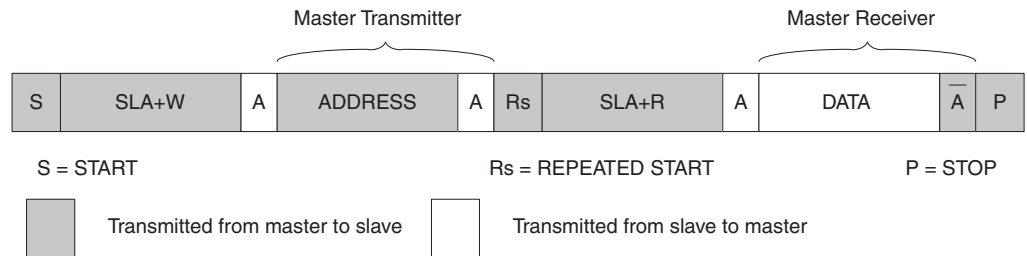 Master Transmitter Master Receiver
S SLA+W A ADDRESS A Rs SLA+R A DATA A̅ P
S = START Rs = REPEATED START P = STOP
Transmitted from master to slave Transmitted from slave to master